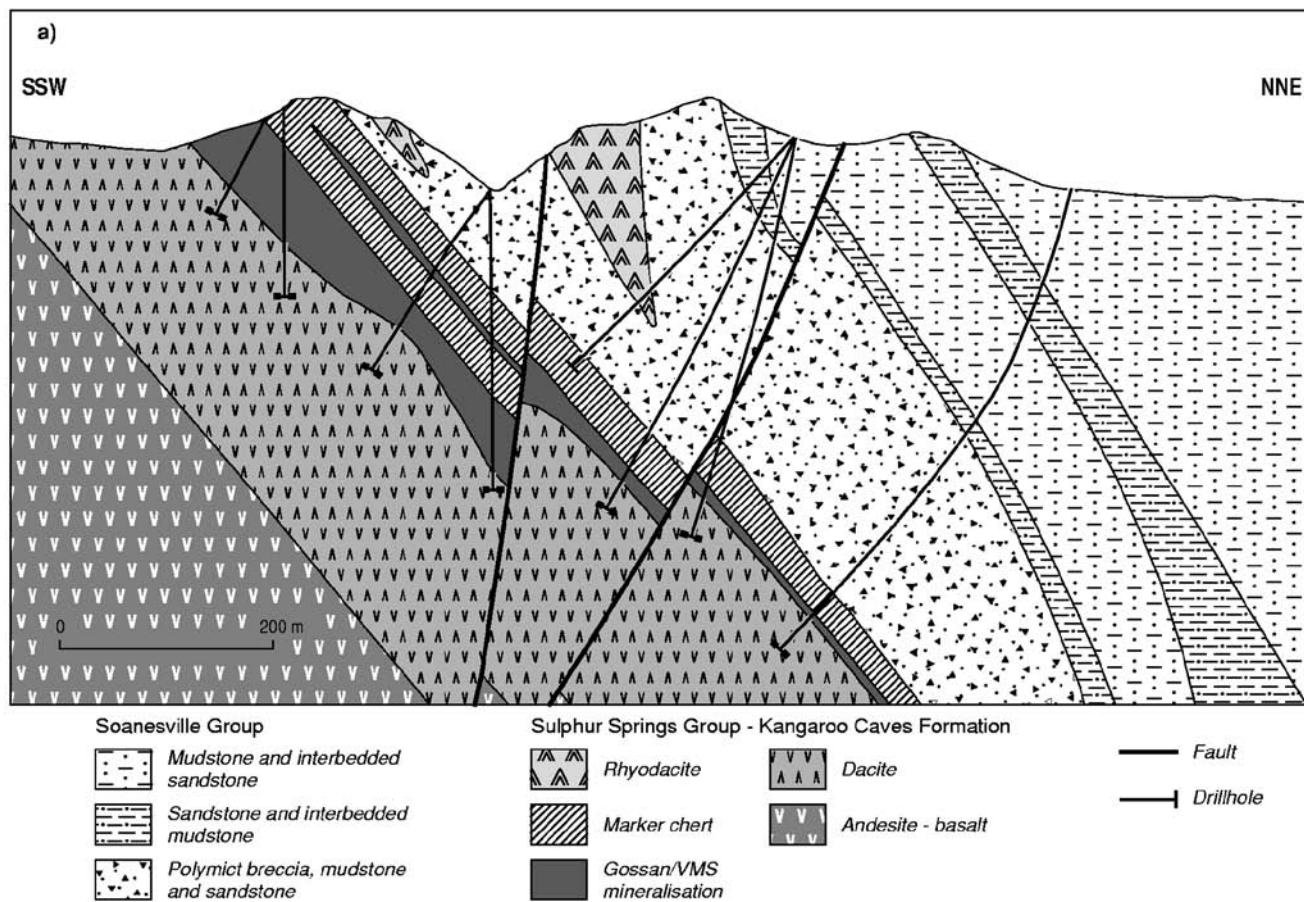 a)
SSW
NNE
0
200 m
Soanesville Group
Mudstone and interbedded
sandstone
Sandstone and interbedded
mudstone
Polymict breccia, mudstone
and sandstone
Sulphur Springs Group - Kangaroo Caves Formation
Rhyodacite
Marker chert
Gossan/VMS
mineralisation
Dacite
Andesite - basalt
Fault
Drillhole